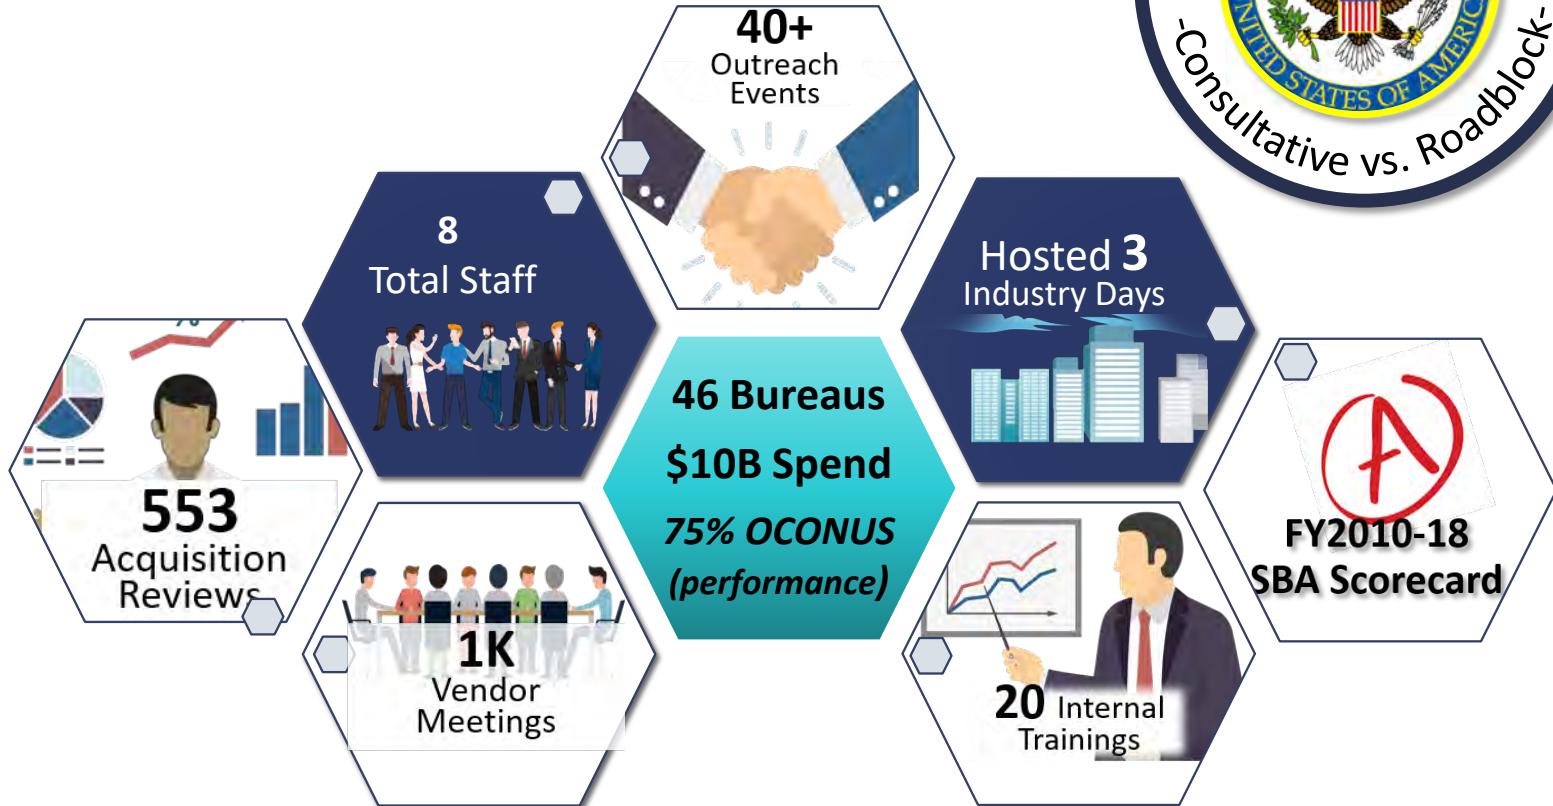 40+
Outreach
Events
UNITED STATES OF AMERICA
-Consultative vs. Roadblock-
8
Total Staff
Hosted 3
Industry Days
553
Acquisition
Reviews
46 Bureaus
$10B Spend
75% OCONUS
(performance)
A
FY2010-18
SBA Scorecard
1K
Vendor
Meetings
20 Internal
Trainings